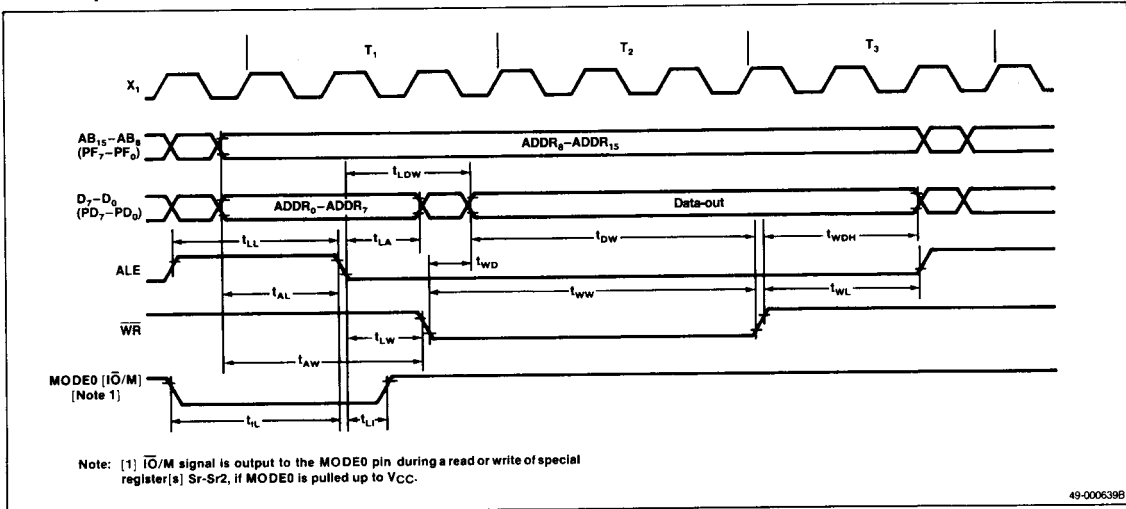 T1 T2 T3
X1
AB15–AB8
(PF7–PF0)
ADDR8–ADDR15
tLDW
D7–D0
(PD7–PD0)
ADDR0–ADDR7
Data-out
tLL
tLA
tDW
tWDH
tWD
ALE
tAL
tWW
tWL
WR
tLW
tAW
MODE0 [IO/M]
[Note 1]
tIL
tLI
Note: [1] IO/M signal is output to the MODE0 pin during a read or write of special
register[s] Sr-Sr2, if MODE0 is pulled up to VCC.
49-000639B